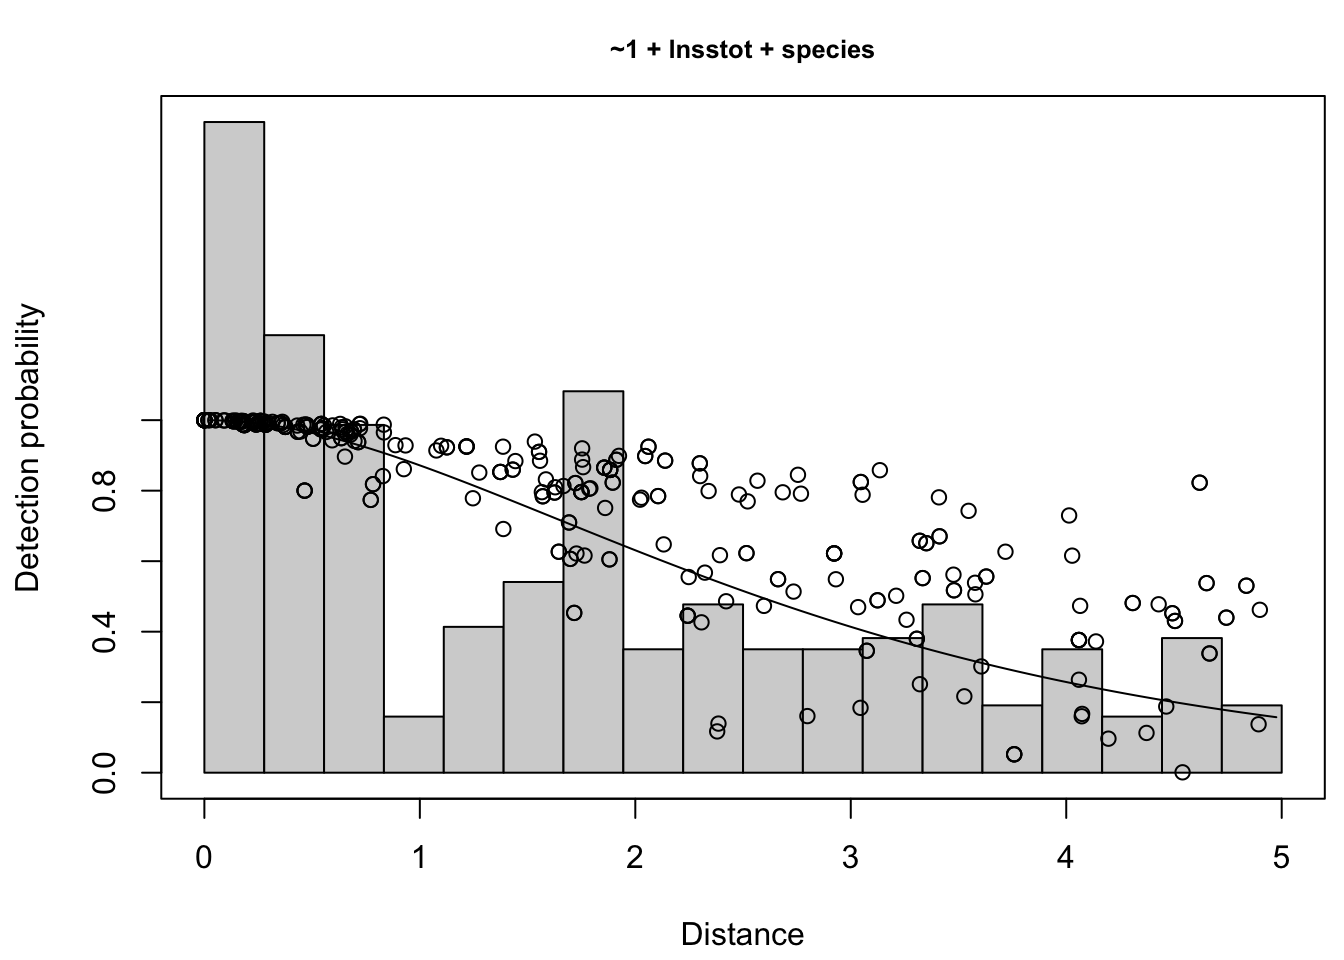 ~1 + lnsstot + species
Detection probability
0.8
0.4
0.0
0 1 2 3 4 5
Distance